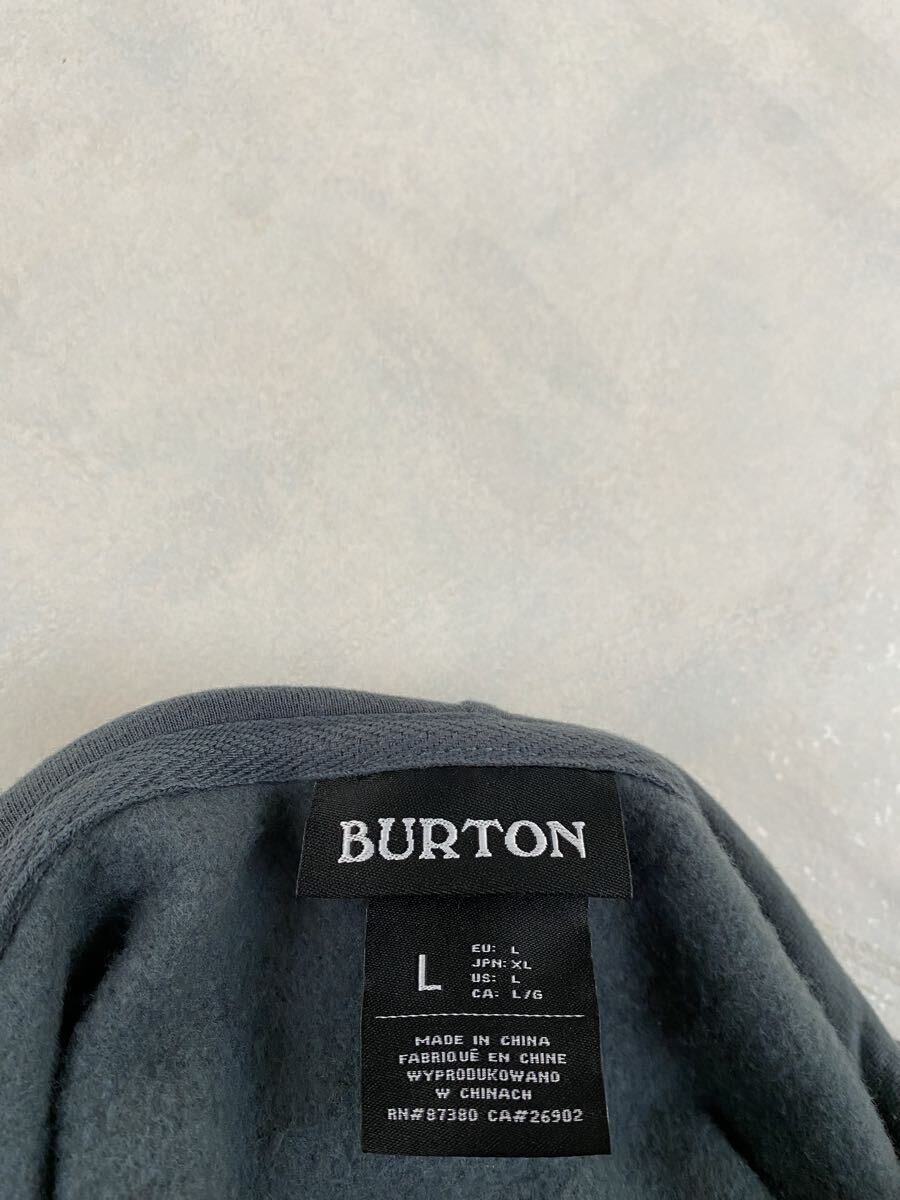 BURTON
L
EU: L
JPN: XL
US: L
CA: L/G
MADE IN CHINA
FABRIQUÉ EN CHINE
WYPRODUKOWANO
W CHINACH
RN#87380 CA#26902